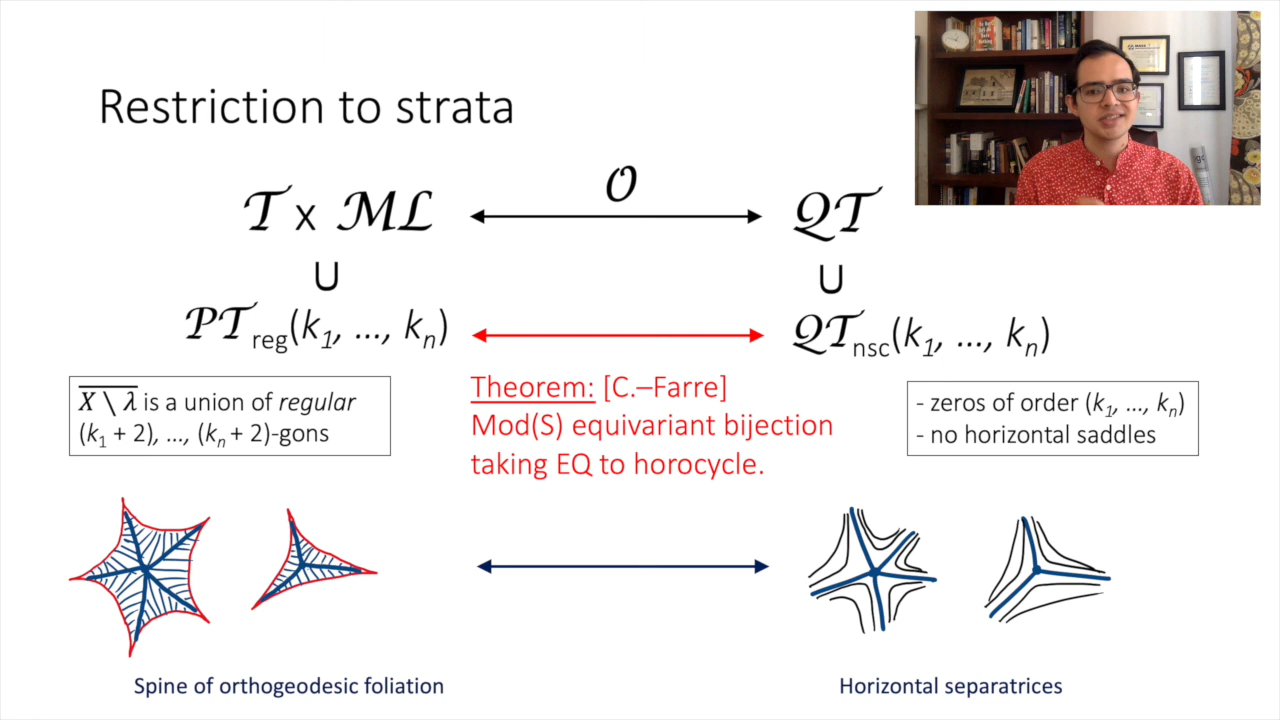 Restriction to strata
𝒯 x ℳℒ
𝒪
𝒬𝒯
∪
∪
𝒫𝒯reg(k1, ..., kn)
𝒬𝒯nsc(k1, ..., kn)
X \ λ is a union of regular
(k1 + 2), ..., (kn + 2)-gons
Theorem: [C.–Farre]
Mod(S) equivariant bijection
taking EQ to horocycle.
- zeros of order (k1, ..., kn)
- no horizontal saddles
Spine of orthogeodesic foliation
Horizontal separatrices